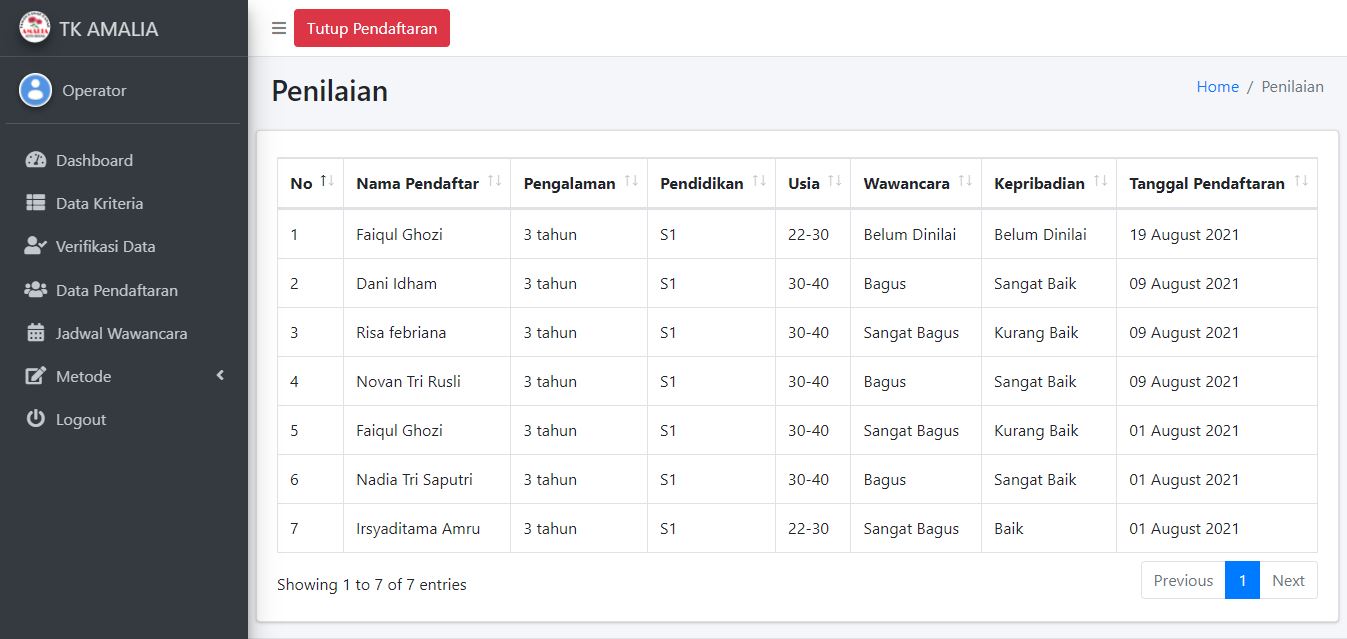 TK AMALIA
Tutup Pendaftaran
Operator
Dashboard
Data Kriteria
Verifikasi Data
Data Pendaftaran
Jadwal Wawancara
Metode
Logout
Penilaian
Home / Penilaian
No Nama Pendaftar Pengalaman Pendidikan Usia Wawancara Kepribadian Tanggal Pendaftaran
1 Faiqul Ghozi 3 tahun S1 22-30 Belum Dinilai Belum Dinilai 19 August 2021
2 Dani Idham 3 tahun S1 30-40 Bagus Sangat Baik 09 August 2021
3 Risa febriana 3 tahun S1 30-40 Sangat Bagus Kurang Baik 09 August 2021
4 Novan Tri Rusli 3 tahun S1 30-40 Bagus Sangat Baik 09 August 2021
5 Faiqul Ghozi 3 tahun S1 30-40 Sangat Bagus Kurang Baik 01 August 2021
6 Nadia Tri Saputri 3 tahun S1 30-40 Bagus Sangat Baik 01 August 2021
7 Irsyaditama Amru 3 tahun S1 22-30 Sangat Bagus Baik 01 August 2021
Showing 1 to 7 of 7 entries
Previous 1 Next